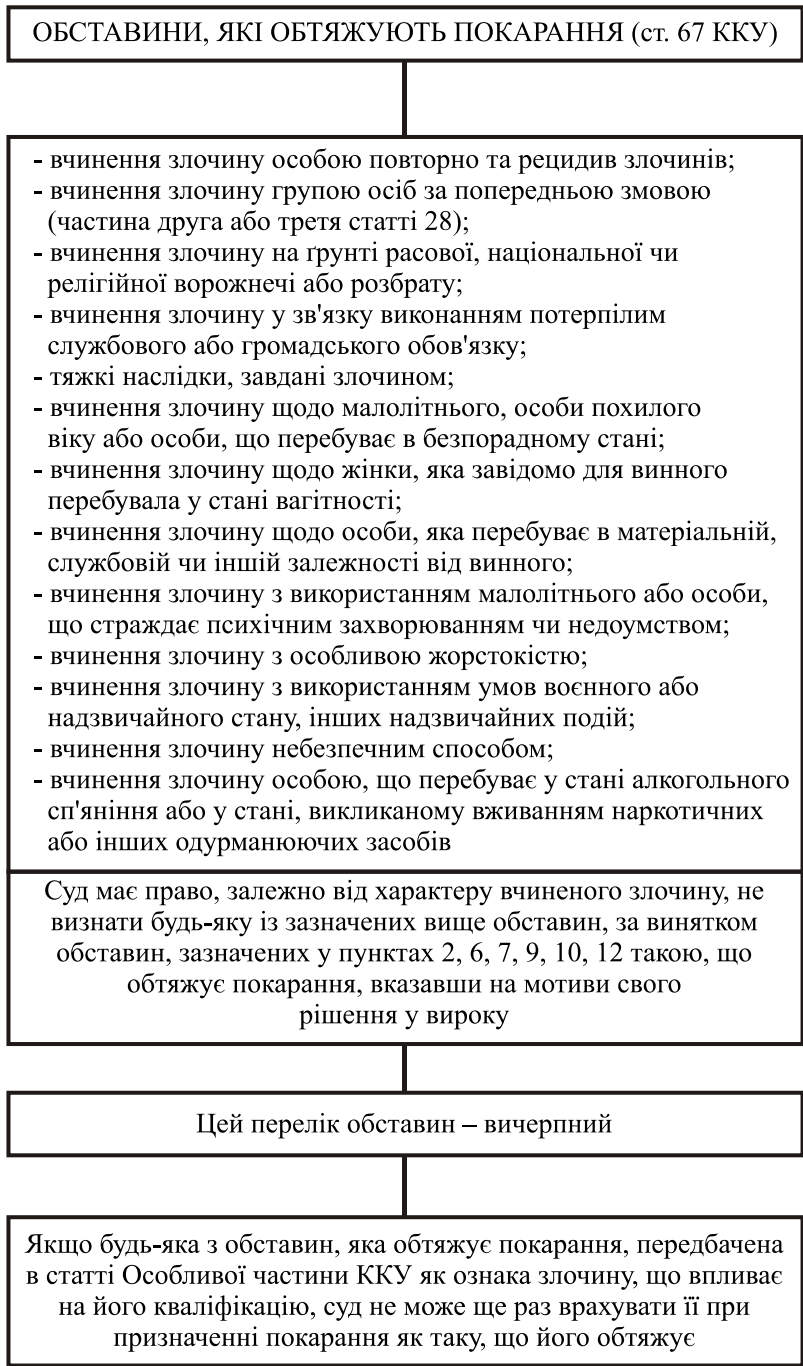 ОБСТАВИНИ, ЯКІ ОБТЯЖУЮТЬ ПОКАРАННЯ (ст. 67 ККУ)
- вчинення злочину особою повторно та рецидив злочинів;
- вчинення злочину групою осіб за попередньою змовою
(частина друга або третя статті 28);
- вчинення злочину на ґрунті расової, національної чи
релігійної ворожнечі або розбрату;
- вчинення злочину у зв'язку виконанням потерпілим
службового або громадського обов'язку;
- тяжкі наслідки, завдані злочином;
- вчинення злочину щодо малолітнього, особи похилого
віку або особи, що перебуває в безпорадному стані;
- вчинення злочину щодо жінки, яка завідомо для винного
перебувала у стані вагітності;
- вчинення злочину щодо особи, яка перебуває в матеріальній,
службовій чи іншій залежності від винного;
- вчинення злочину з використанням малолітнього або особи,
що страждає психічним захворюванням чи недоумством;
- вчинення злочину з особливою жорстокістю;
- вчинення злочину з використанням умов воєнного або
надзвичайного стану, інших надзвичайних подій;
- вчинення злочину небезпечним способом;
- вчинення злочину особою, що перебуває у стані алкогольного
сп'яніння або у стані, викликаному вживанням наркотичних
або інших одурманюючих засобів
Суд має право, залежно від характеру вчиненого злочину, не
визнати будь-яку із зазначених вище обставин, за винятком
обставин, зазначених у пунктах 2, 6, 7, 9, 10, 12 такою, що
обтяжує покарання, вказавши на мотиви свого
рішення у вироку
Цей перелік обставин – вичерпний
Якщо будь-яка з обставин, яка обтяжує покарання, передбачена
в статті Особливої частини ККУ як ознака злочину, що впливає
на його кваліфікацію, суд не може ще раз врахувати її при
призначенні покарання як таку, що його обтяжує